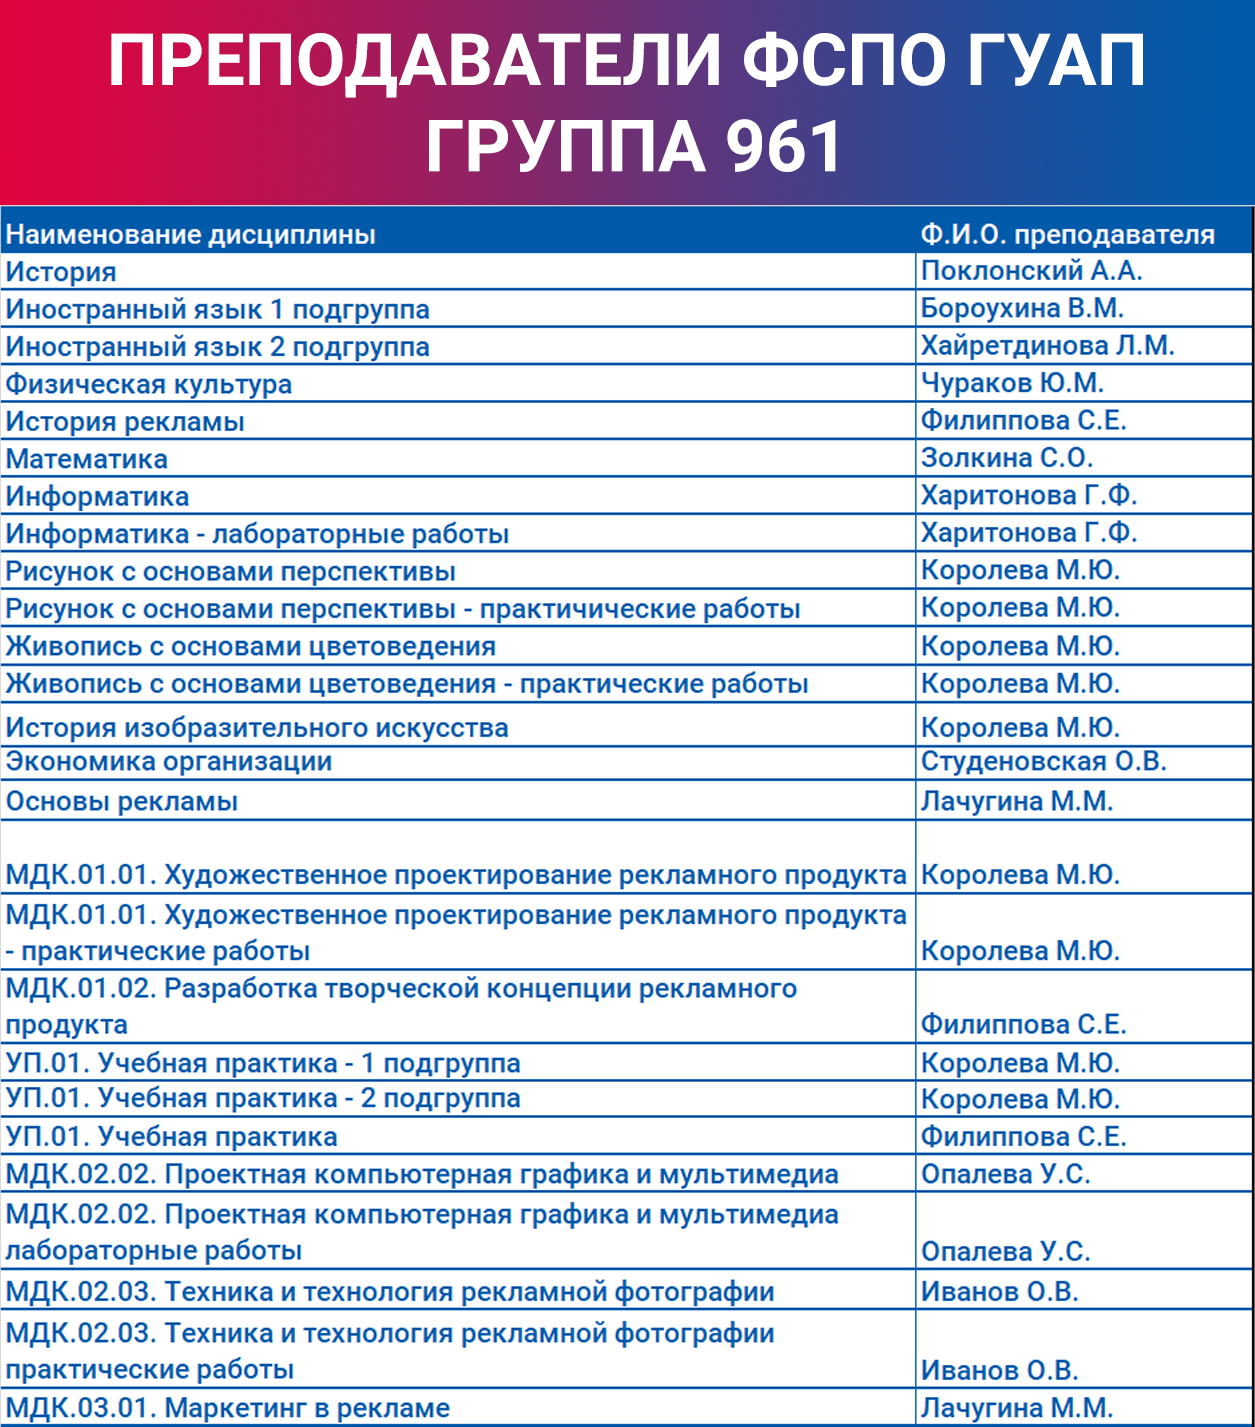 ПРЕПОДАВАТЕЛИ ФСПО ГУАП
ГРУППА 961
Наименование дисциплины Ф.И.О. преподавателя
История Поклонский А.А.
Иностранный язык 1 подгруппа Бороухина В.М.
Иностранный язык 2 подгруппа Хайретдинова Л.М.
Физическая культура Чураков Ю.М.
История рекламы Филиппова С.Е.
Математика Золкина С.О.
Информатика Харитонова Г.Ф.
Информатика - лабораторные работы Харитонова Г.Ф.
Рисунок с основами перспективы Королева М.Ю.
Рисунок с основами перспективы - практичические работы Королева М.Ю.
Живопись с основами цветоведения Королева М.Ю.
Живопись с основами цветоведения - практические работы Королева М.Ю.
История изобразительного искусства Королева М.Ю.
Экономика организации Студеновская О.В.
Основы рекламы Лачугина М.М.
МДК.01.01. Художественное проектирование рекламного продукта Королева М.Ю.
МДК.01.01. Художественное проектирование рекламного продукта
- практические работы Королева М.Ю.
МДК.01.02. Разработка творческой концепции рекламного
продукта Филиппова С.Е.
УП.01. Учебная практика - 1 подгруппа Королева М.Ю.
УП.01. Учебная практика - 2 подгруппа Королева М.Ю.
УП.01. Учебная практика Филиппова С.Е.
МДК.02.02. Проектная компьютерная графика и мультимедиа Опалева У.С.
МДК.02.02. Проектная компьютерная графика и мультимедиа
лабораторные работы Опалева У.С.
МДК.02.03. Техника и технология рекламной фотографии Иванов О.В.
МДК.02.03. Техника и технология рекламной фотографии
практические работы Иванов О.В.
МДК.03.01. Маркетинг в рекламе Лачугина М.М.